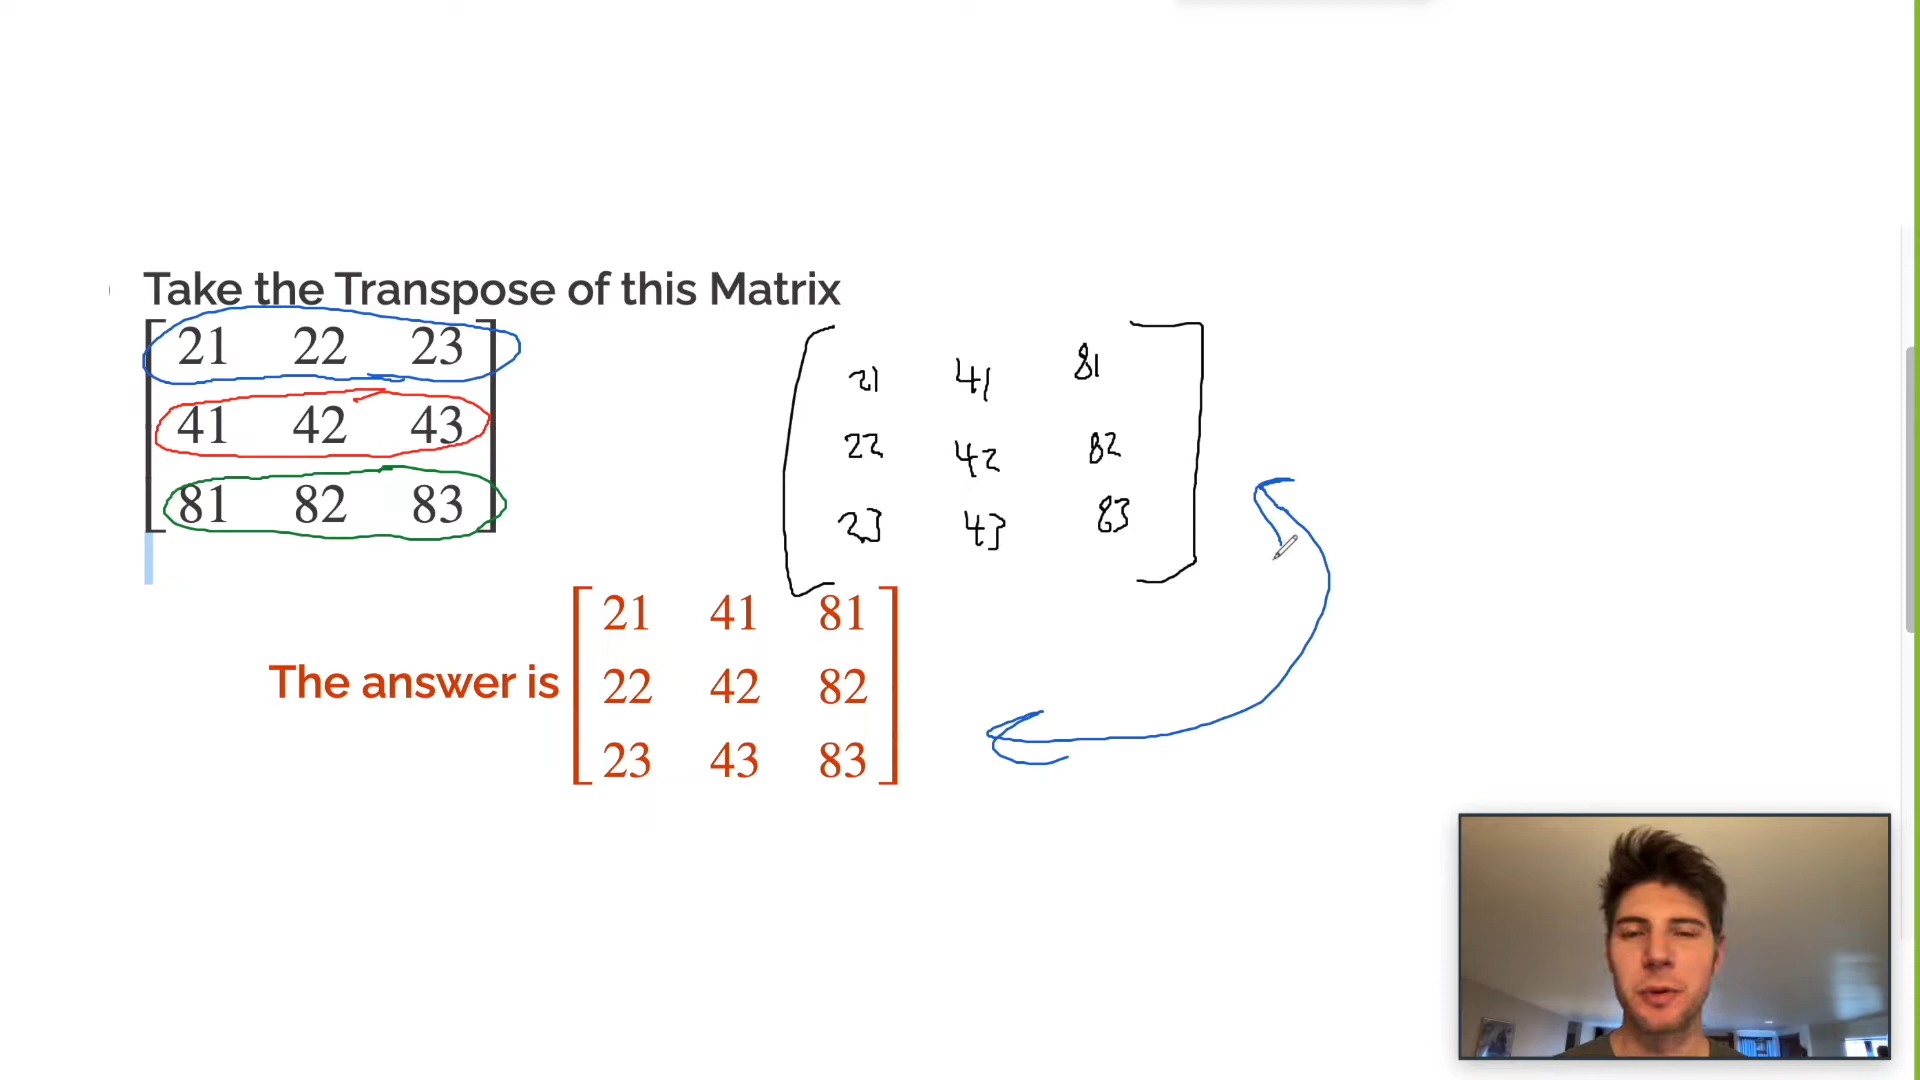 Take the Transpose of this Matrix
21 22 23
41 42 43
81 82 83
21 41 81
22 42 82
23 43 83
The answer is
21 41 81
22 42 82
23 43 83